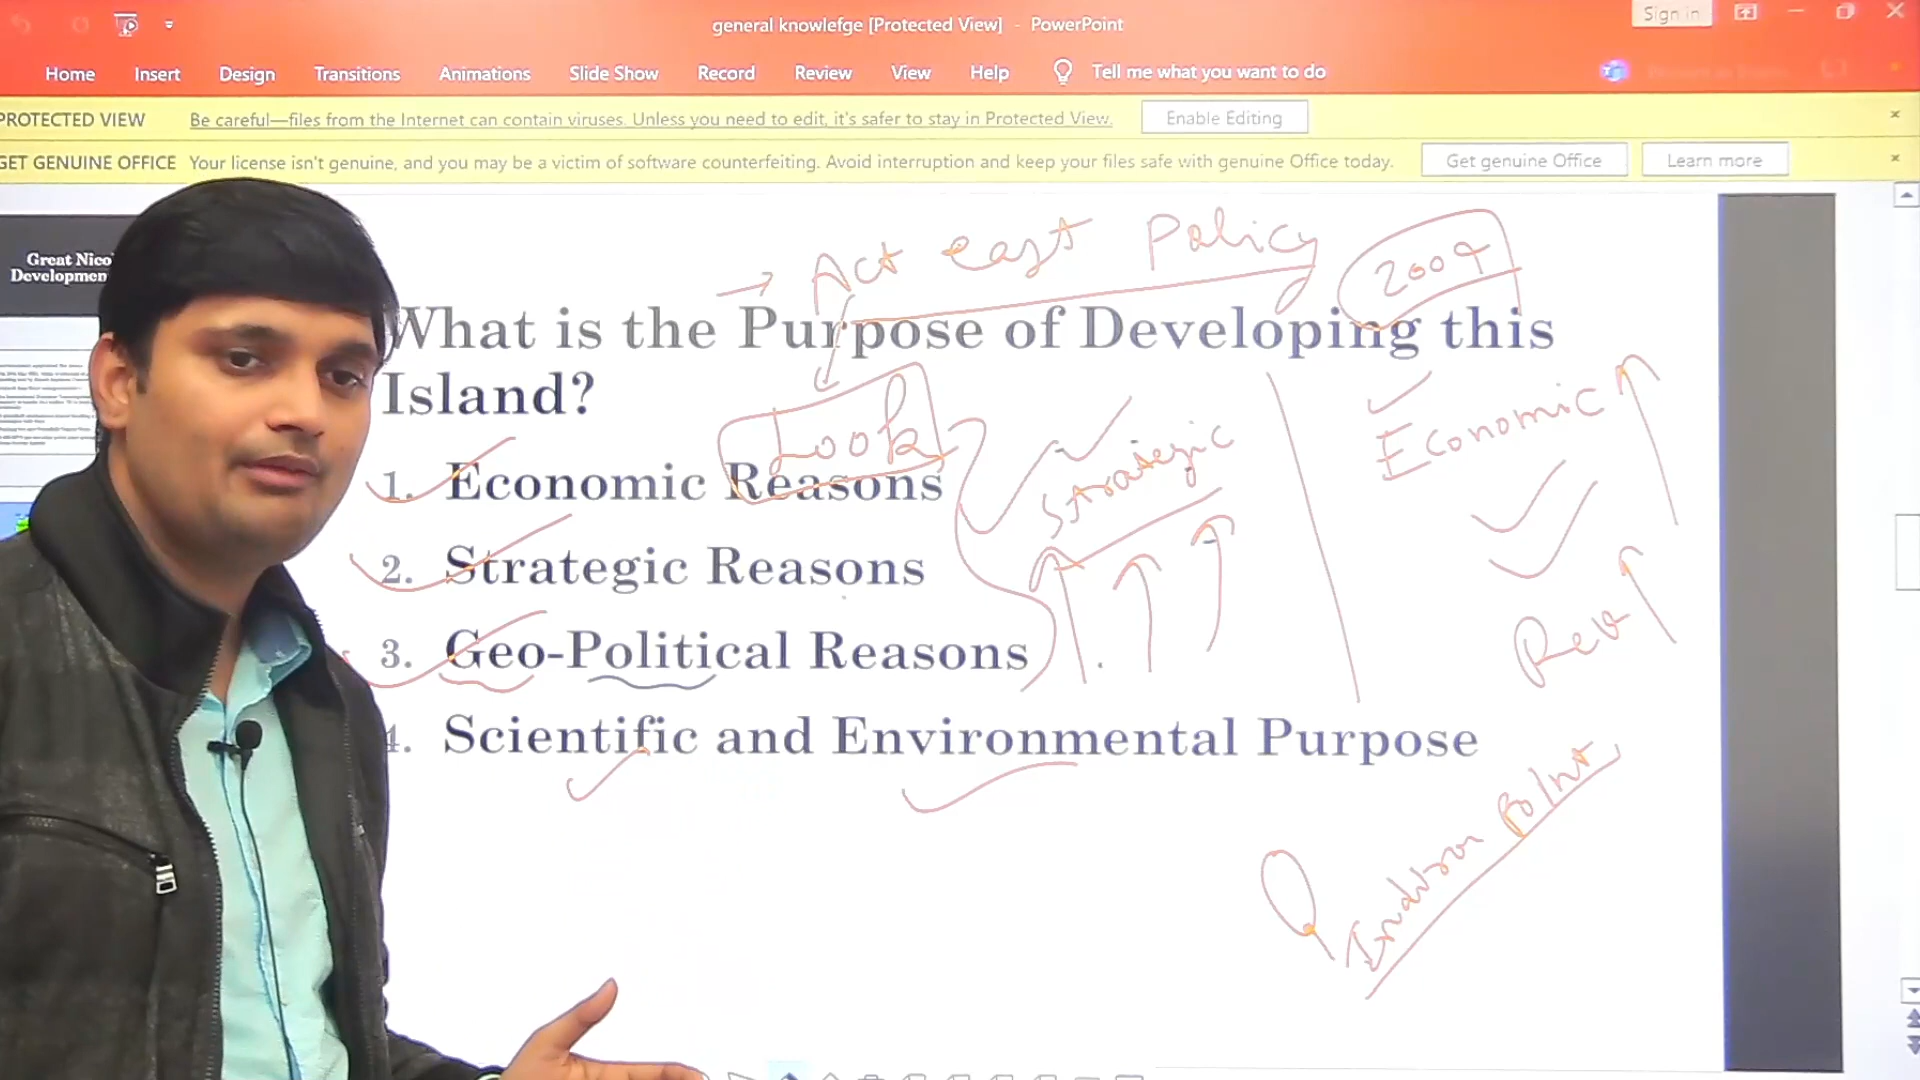 general knowlefge [Protected View] - PowerPoint
Sign in
Home Insert Design Transitions Animations Slide Show Record Review View Help Tell me what you want to do
PROTECTED VIEW Be careful—files from the Internet can contain viruses. Unless you need to edit, it's safer to stay in Protected View. Enable Editing
GET GENUINE OFFICE Your license isn't genuine, and you may be a victim of software counterfeiting. Avoid interruption and keep your files safe with genuine Office today. Get genuine Office Learn more
Great Nico
Developmen
→ Act east Policy
What is the Purpose of Developing this
Island?
Look
Strategic
Economic
1. Economic Reasons
2. Strategic Reasons
3. Geo-Political Reasons
Rev
4. Scientific and Environmental Purpose
Point